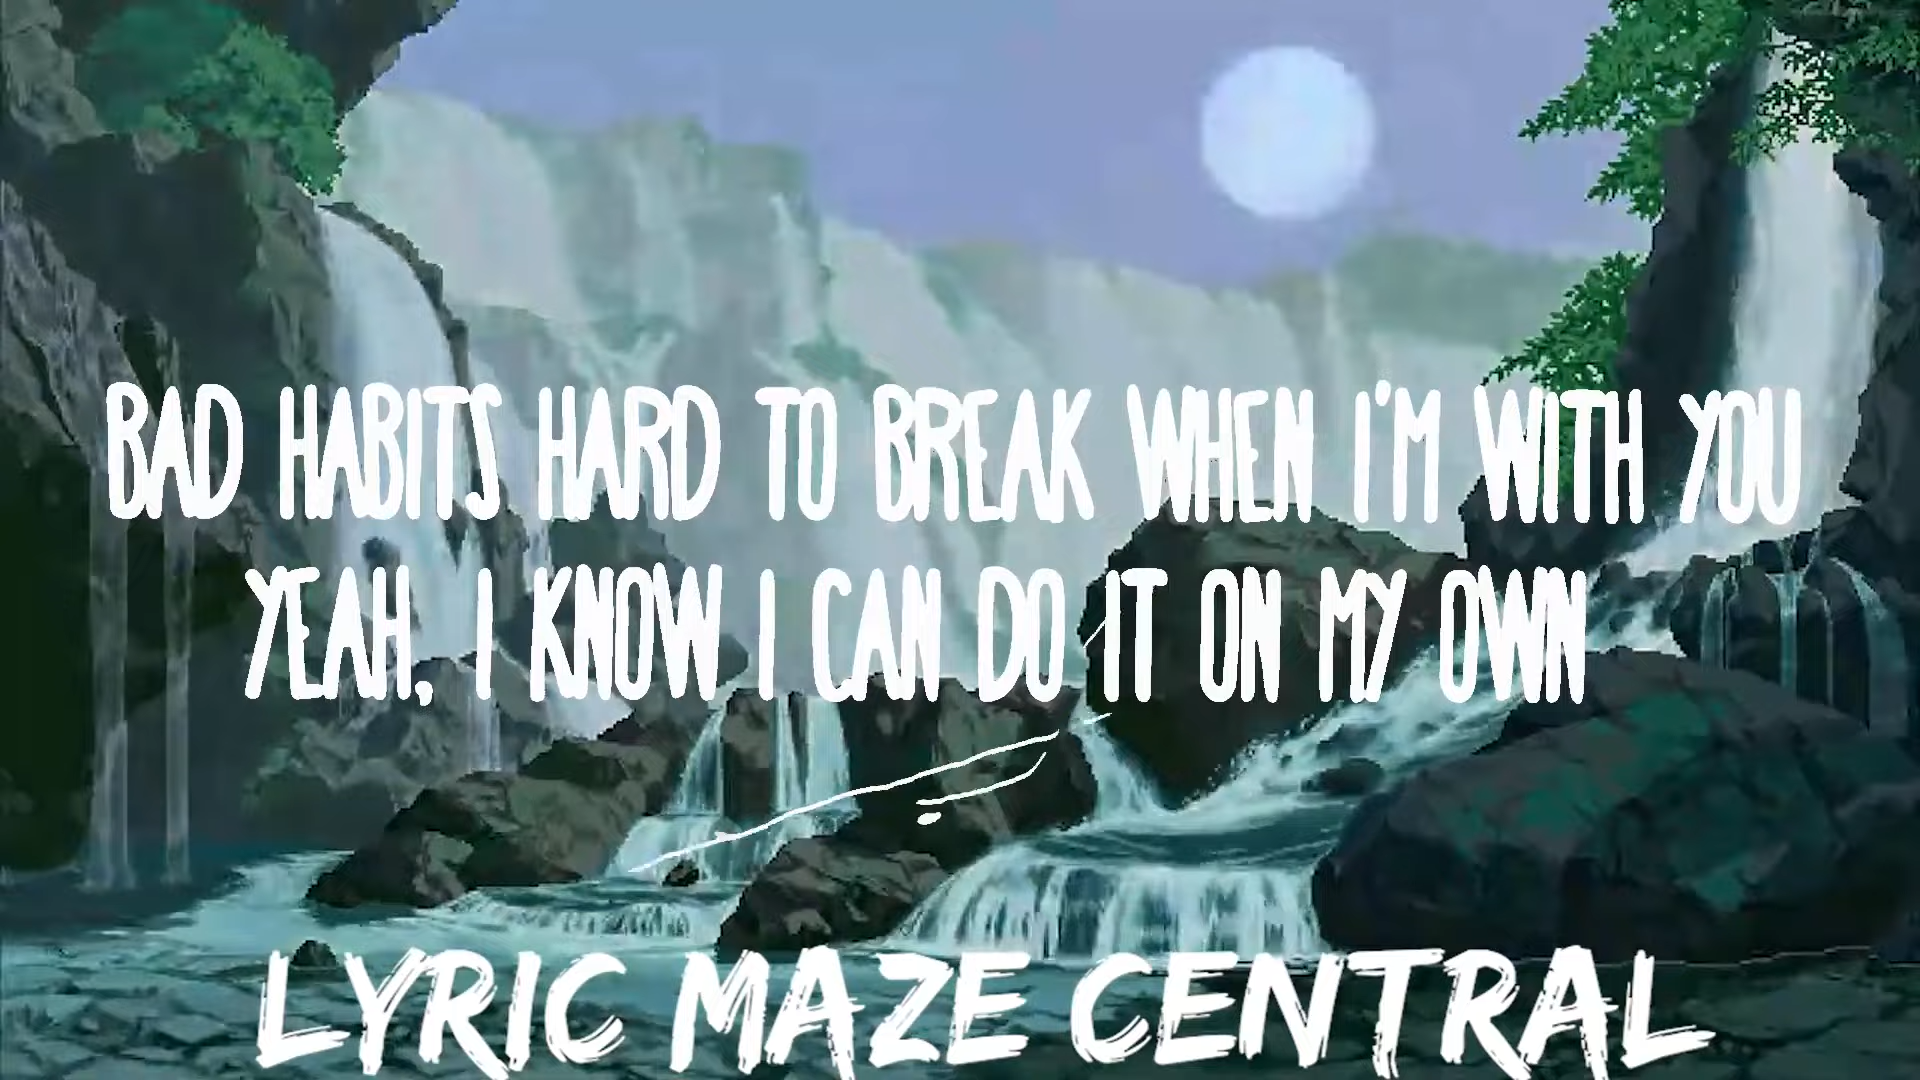 BAD HABITS HARD TO BREAK WHEN I'M WITH YOU
YEAH, I KNOW I CAN DO IT ON MY OWN
LYRIC MAZE CENTRAL